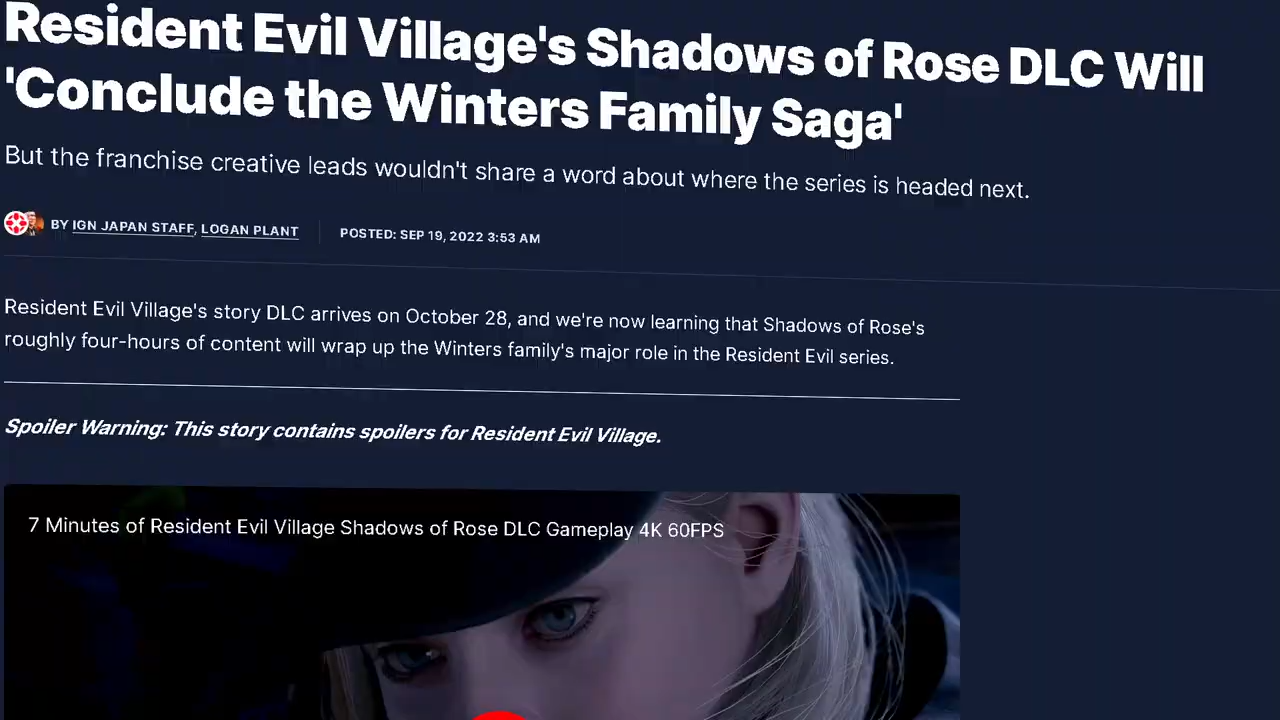 Resident Evil Village's Shadows of Rose DLC Will
'Conclude the Winters Family Saga'
But the franchise creative leads wouldn't share a word about where the series is headed next.
BY IGN JAPAN STAFF, LOGAN PLANT
POSTED: SEP 19, 2022 3:53 AM
Resident Evil Village's story DLC arrives on October 28, and we're now learning that Shadows of Rose's
roughly four-hours of content will wrap up the Winters family's major role in the Resident Evil series.
Spoiler Warning: This story contains spoilers for Resident Evil Village.
7 Minutes of Resident Evil Village Shadows of Rose DLC Gameplay 4K 60FPS